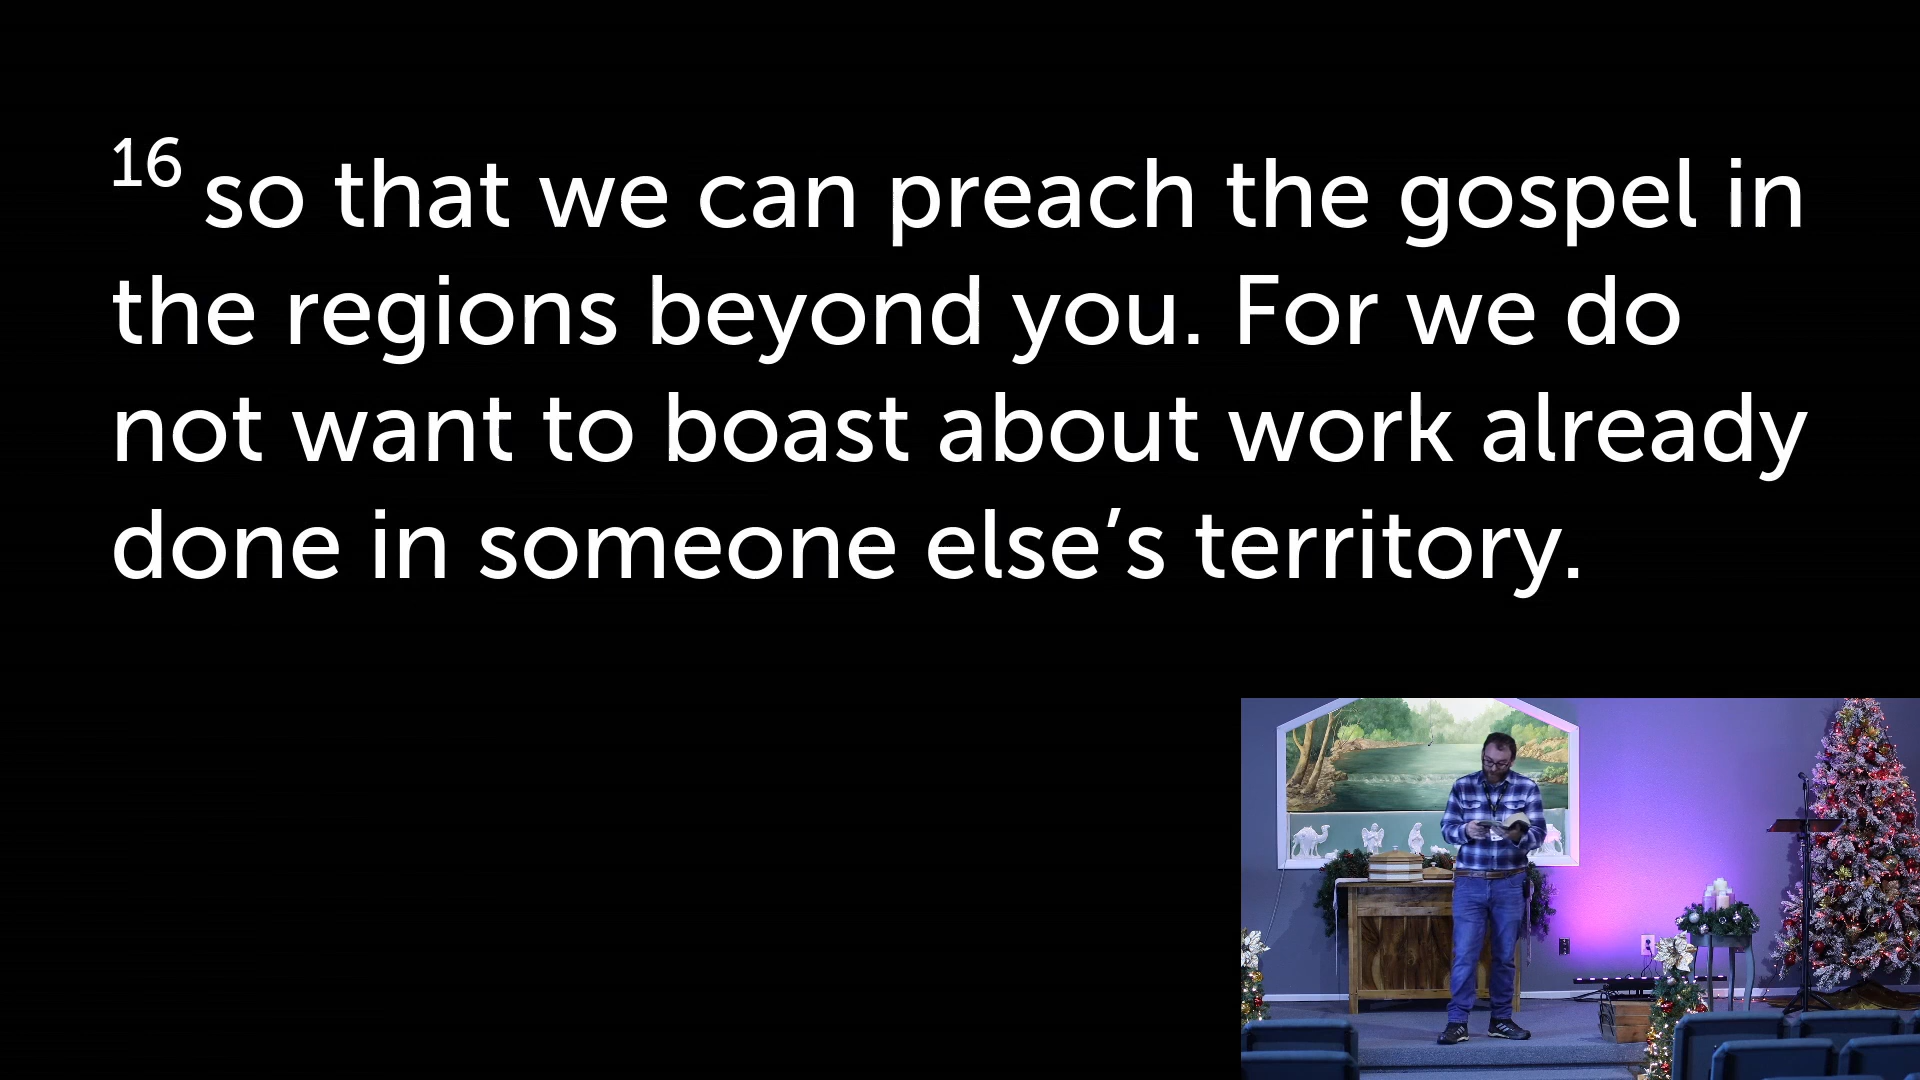 16 so that we can preach the gospel in
the regions beyond you. For we do
not want to boast about work already
done in someone else’s territory.